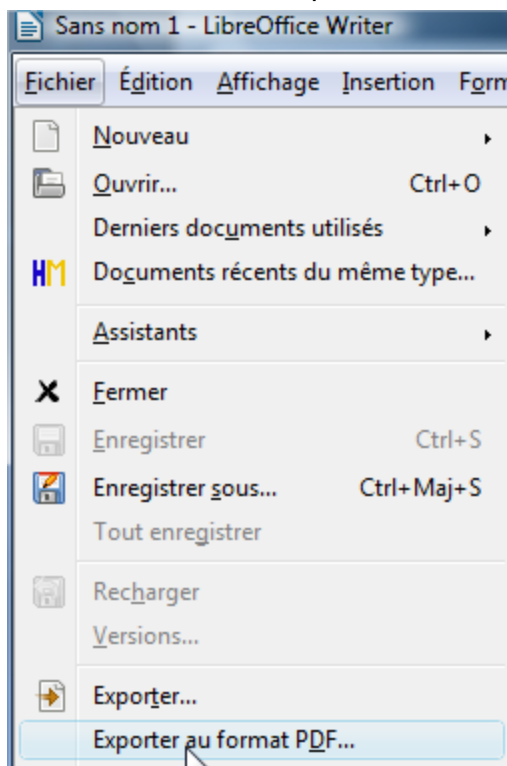 Sans nom 1 - LibreOffice Writer
Fichier Édition Affichage Insertion Form
Nouveau
Ouvrir... Ctrl+O
Derniers documents utilisés
HM Documents récents du même type...
Assistants
Fermer
Enregistrer Ctrl+S
Enregistrer sous... Ctrl+Maj+S
Tout enregistrer
Recharger
Versions...
Exporter...
Exporter au format PDF...